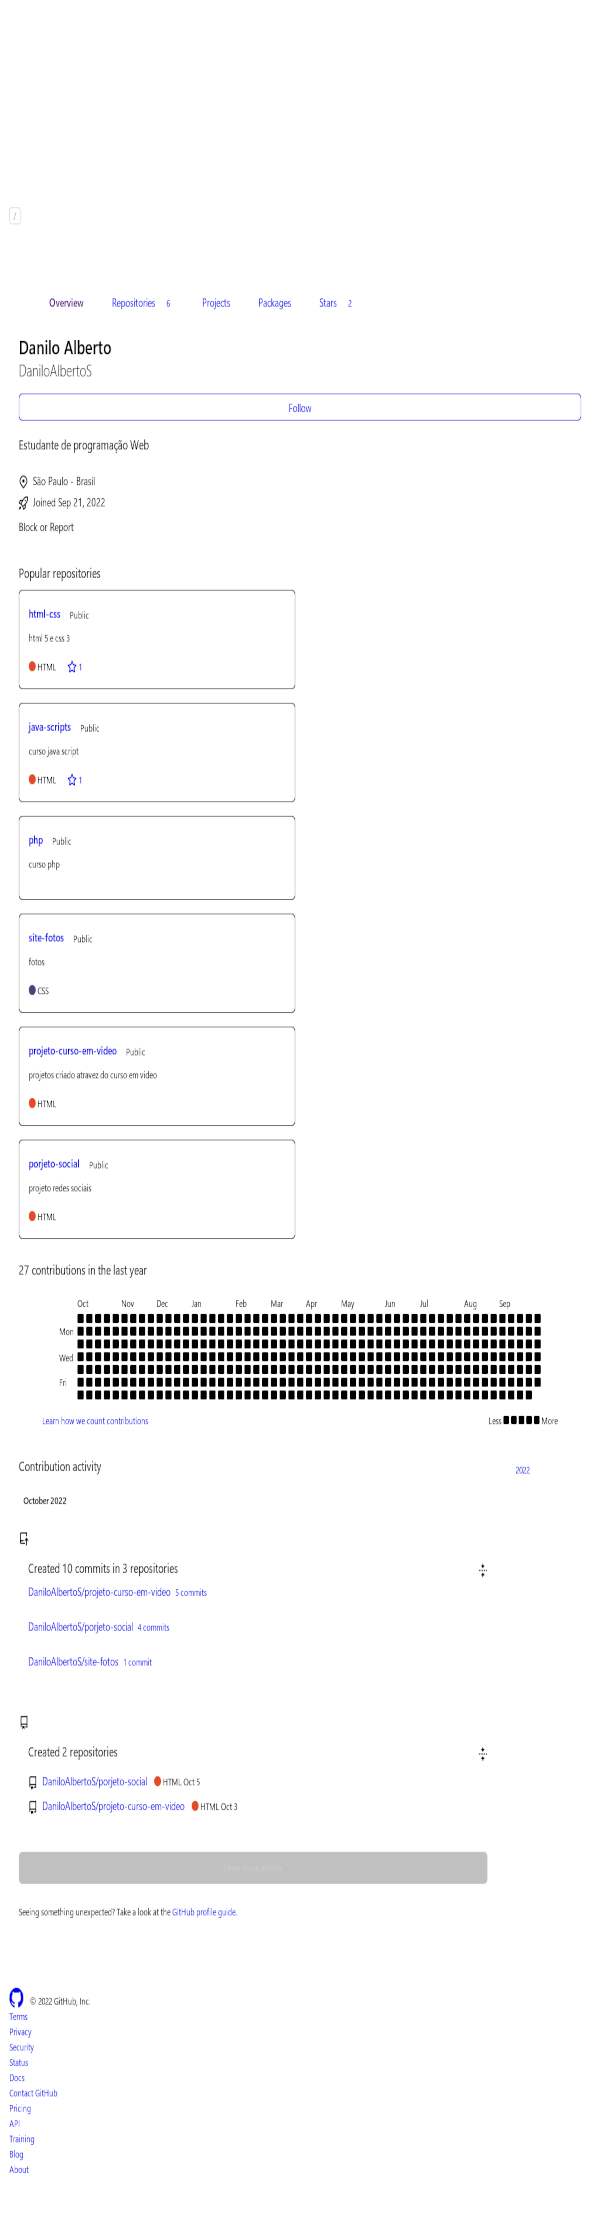 /
Overview Repositories 6 Projects Packages Stars 2
Danilo Alberto
DaniloAlbertoS
Follow
Estudante de programação Web
São Paulo - Brasil
Joined Sep 21, 2022
Block or Report
Popular repositories
html-css Public
html 5 e css 3
HTML 1
java-scripts Public
curso java script
HTML 1
php Public
curso php
site-fotos Public
fotos
CSS
projeto-curso-em-video Public
projetos criado atravez do curso em video
HTML
porjeto-social Public
projeto redes sociais
HTML
27 contributions in the last year
Oct Nov Dec Jan Feb Mar Apr May Jun Jul Aug Sep
Mon
Wed
Fri
Learn how we count contributions Less More
Contribution activity 2022
October 2022
Created 10 commits in 3 repositories
DaniloAlbertoS/projeto-curso-em-video 5 commits
DaniloAlbertoS/porjeto-social 4 commits
DaniloAlbertoS/site-fotos 1 commit
Created 2 repositories
DaniloAlbertoS/porjeto-social HTML Oct 5
DaniloAlbertoS/projeto-curso-em-video HTML Oct 3
Show more activity
Seeing something unexpected? Take a look at the GitHub profile guide.
© 2022 GitHub, Inc.
Terms
Privacy
Security
Status
Docs
Contact GitHub
Pricing
API
Training
Blog
About